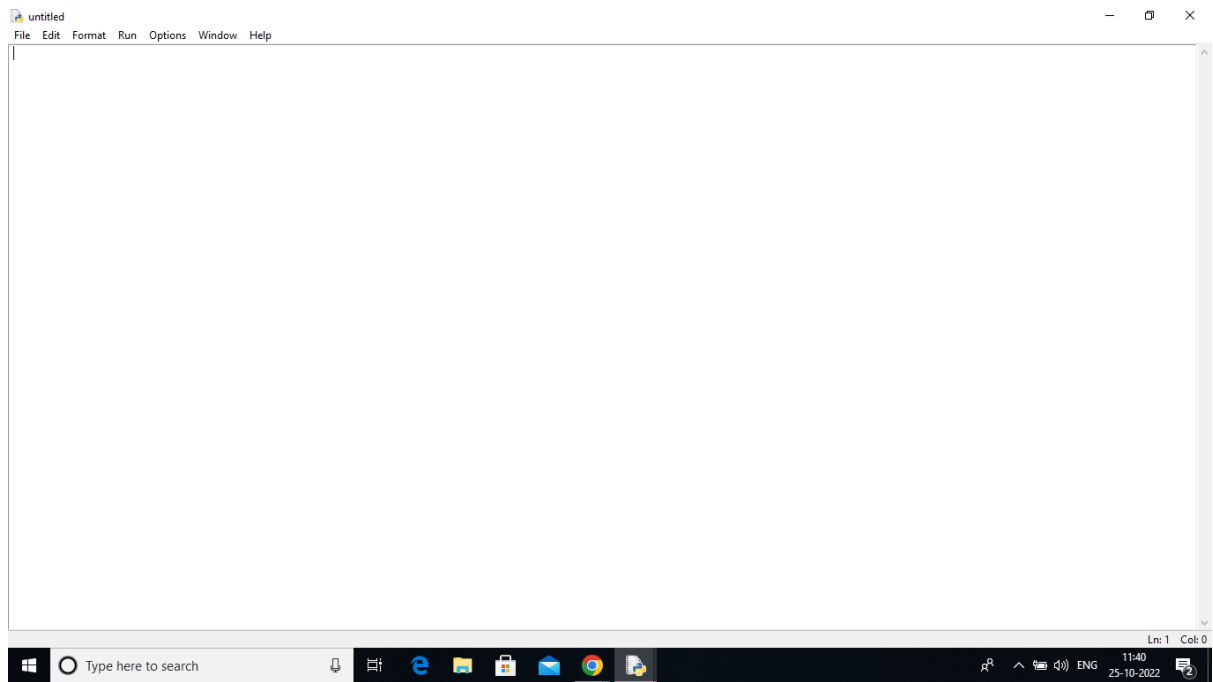 untitled
File Edit Format Run Options Window Help
Ln: 1 Col: 0
Type here to search
ENG
11:40
25-10-2022
2